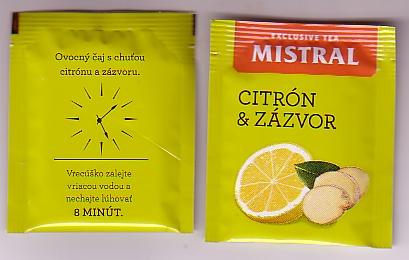 Ovocný čaj s chuťou
citrónu a zázvoru.
Vrecúško zalejte
vriacou vodou a
nechajte lúhovať
8 MINÚT.
EXCLUSIVE TEA
MISTRAL
CITRÓN
& ZÁZVOR